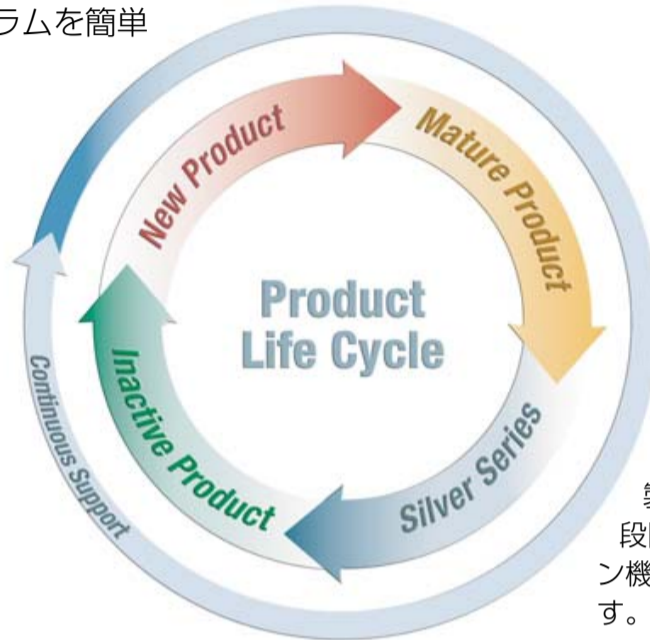 ラムを簡単
New Product
Mature Product
Product
Life Cycle
Inactive Product
Silver Series
Continuous Support
段
ン機
す。